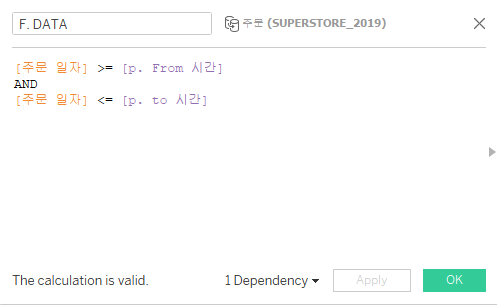 F. DATA
주문 (SUPERSTORE_2019)
[주문 일자] >= [p. From 시간]
AND
[주문 일자] <= [p. to 시간]
The calculation is valid.
1 Dependency
Apply
OK